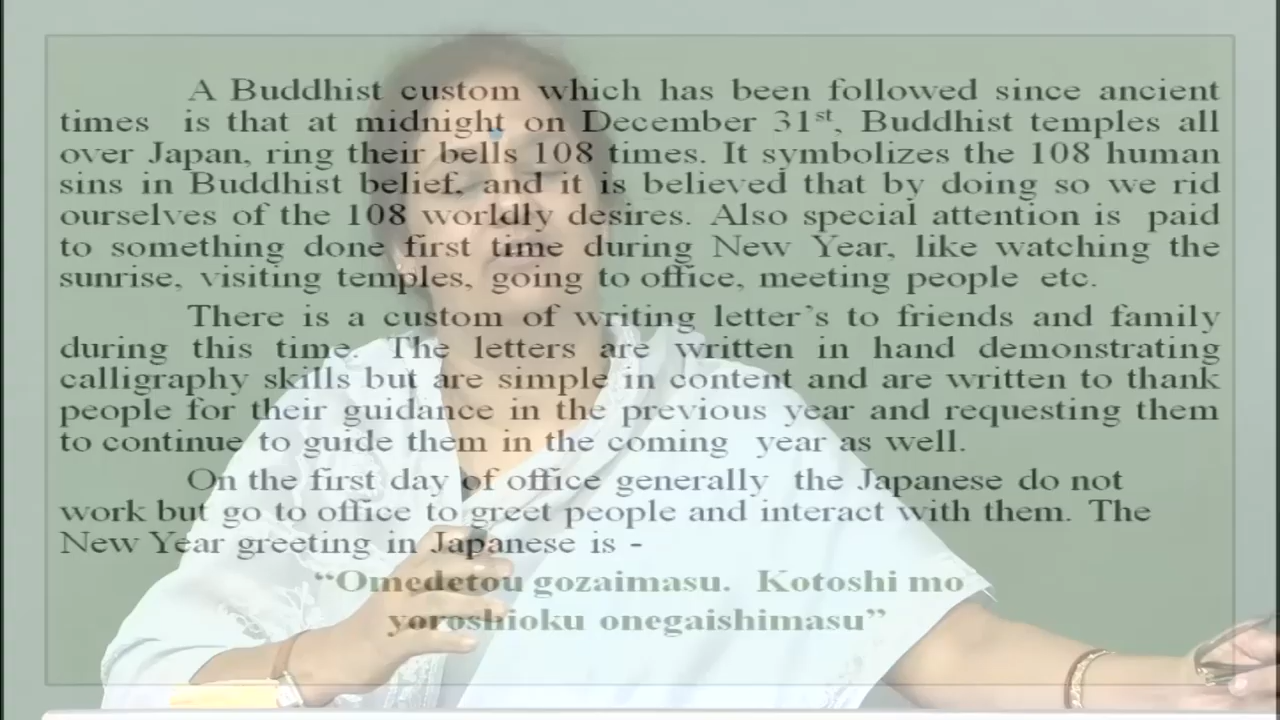 A Buddhist custom which has been followed since ancient
times is that at midnight on December 31st, Buddhist temples all
over Japan, ring their bells 108 times. It symbolizes the 108 human
sins in Buddhist belief, and it is believed that by doing so we rid
ourselves of the 108 worldly desires. Also special attention is paid
to something done first time during New Year, like watching the
sunrise, visiting temples, going to office, meeting people etc.
There is a custom of writing letter’s to friends and family
during this time. The letters are written in hand demonstrating
calligraphy skills but are simple in content and are written to thank
people for their guidance in the previous year and requesting them
to continue to guide them in the coming year as well.
On the first day of office generally the Japanese do not
work but go to office to greet people and interact with them. The
New Year greeting in Japanese is -
“Omedetou gozaimasu. Kotoshi mo
yoroshioku onegaishimasu”